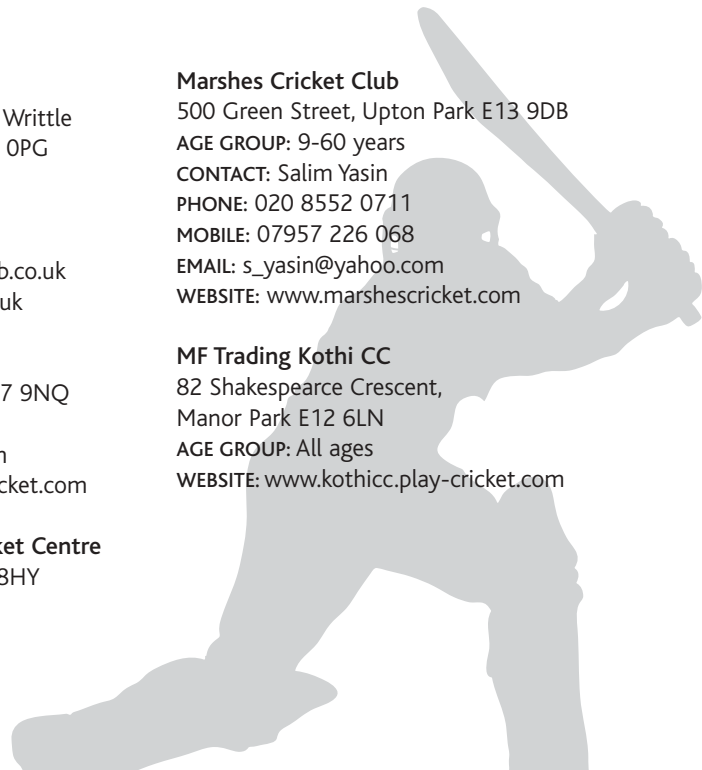 Writtle
0PG
b.co.uk
uk
7 9NQ
m
cket.com
ket Centre
8HY
Marshes Cricket Club
500 Green Street, Upton Park E13 9DB
AGE GROUP: 9-60 years
CONTACT: Salim Yasin
PHONE: 020 8552 0711
MOBILE: 07957 226 068
EMAIL: s_yasin@yahoo.com
WEBSITE: www.marshescricket.com
MF Trading Kothi CC
82 Shakespearce Crescent,
Manor Park E12 6LN
AGE GROUP: All ages
WEBSITE: www.kothicc.play-cricket.com